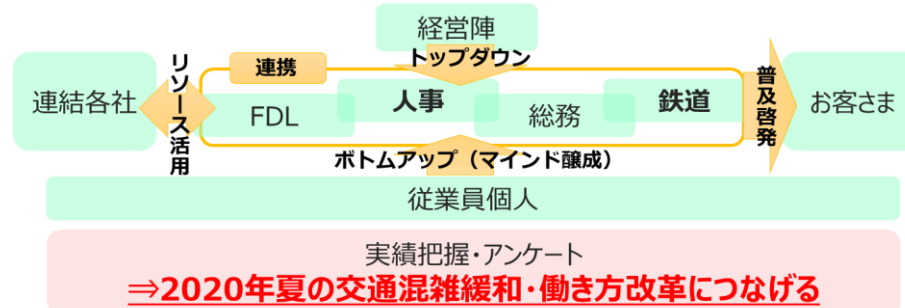 経営陣
トップダウン
連携
リソース活用
連結各社
FDL
人事
総務
鉄道
普及啓発
お客さま
ボトムアップ（マインド醸成）
従業員個人
実績把握・アンケート
⇒2020年夏の交通混雑緩和・働き方改革につなげる